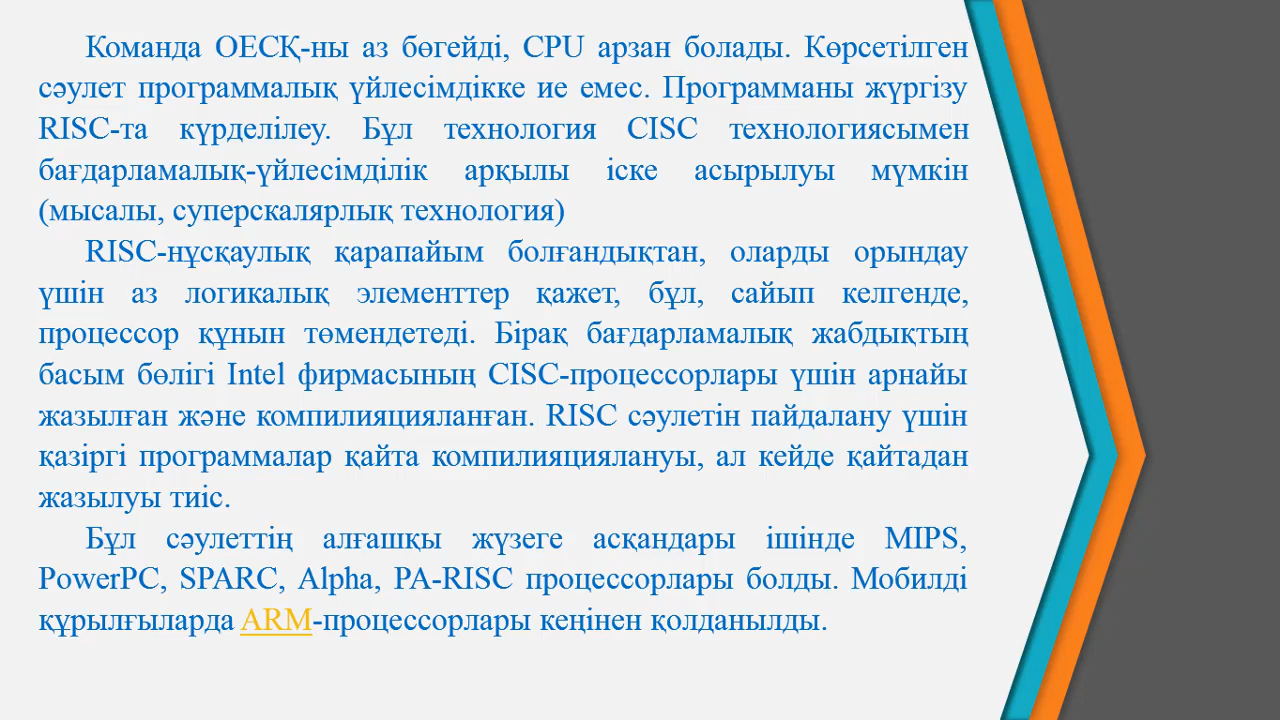 Команда ОЕСҚ-ны аз бөгейді, CPU арзан болады. Көрсетілген
сәулет программалық үйлесімдікке ие емес. Программаны жүргізу
RISC-та күрделілеу. Бұл технология CISC технологиясымен
бағдарламалық-үйлесімділік арқылы іске асырылуы мүмкін
(мысалы, суперскалярлық технология)
RISC-нұсқаулық қарапайым болғандықтан, оларды орындау
үшін аз логикалық элементтер қажет, бұл, сайып келгенде,
процессор құнын төмендетеді. Бірақ бағдарламалық жабдықтың
басым бөлігі Intel фирмасының CISC-процессорлары үшін арнайы
жазылған және компилияцияланған. RISC сәулетін пайдалану үшін
қазіргі программалар қайта компилияциялануы, ал кейде қайтадан
жазылуы тиіс.
Бұл сәулеттің алғашқы жүзеге асқандары ішінде MIPS,
PowerPC, SPARC, Alpha, PA-RISC процессорлары болды. Мобилді
құрылғыларда ARM-процессорлары кеңінен қолданылды.